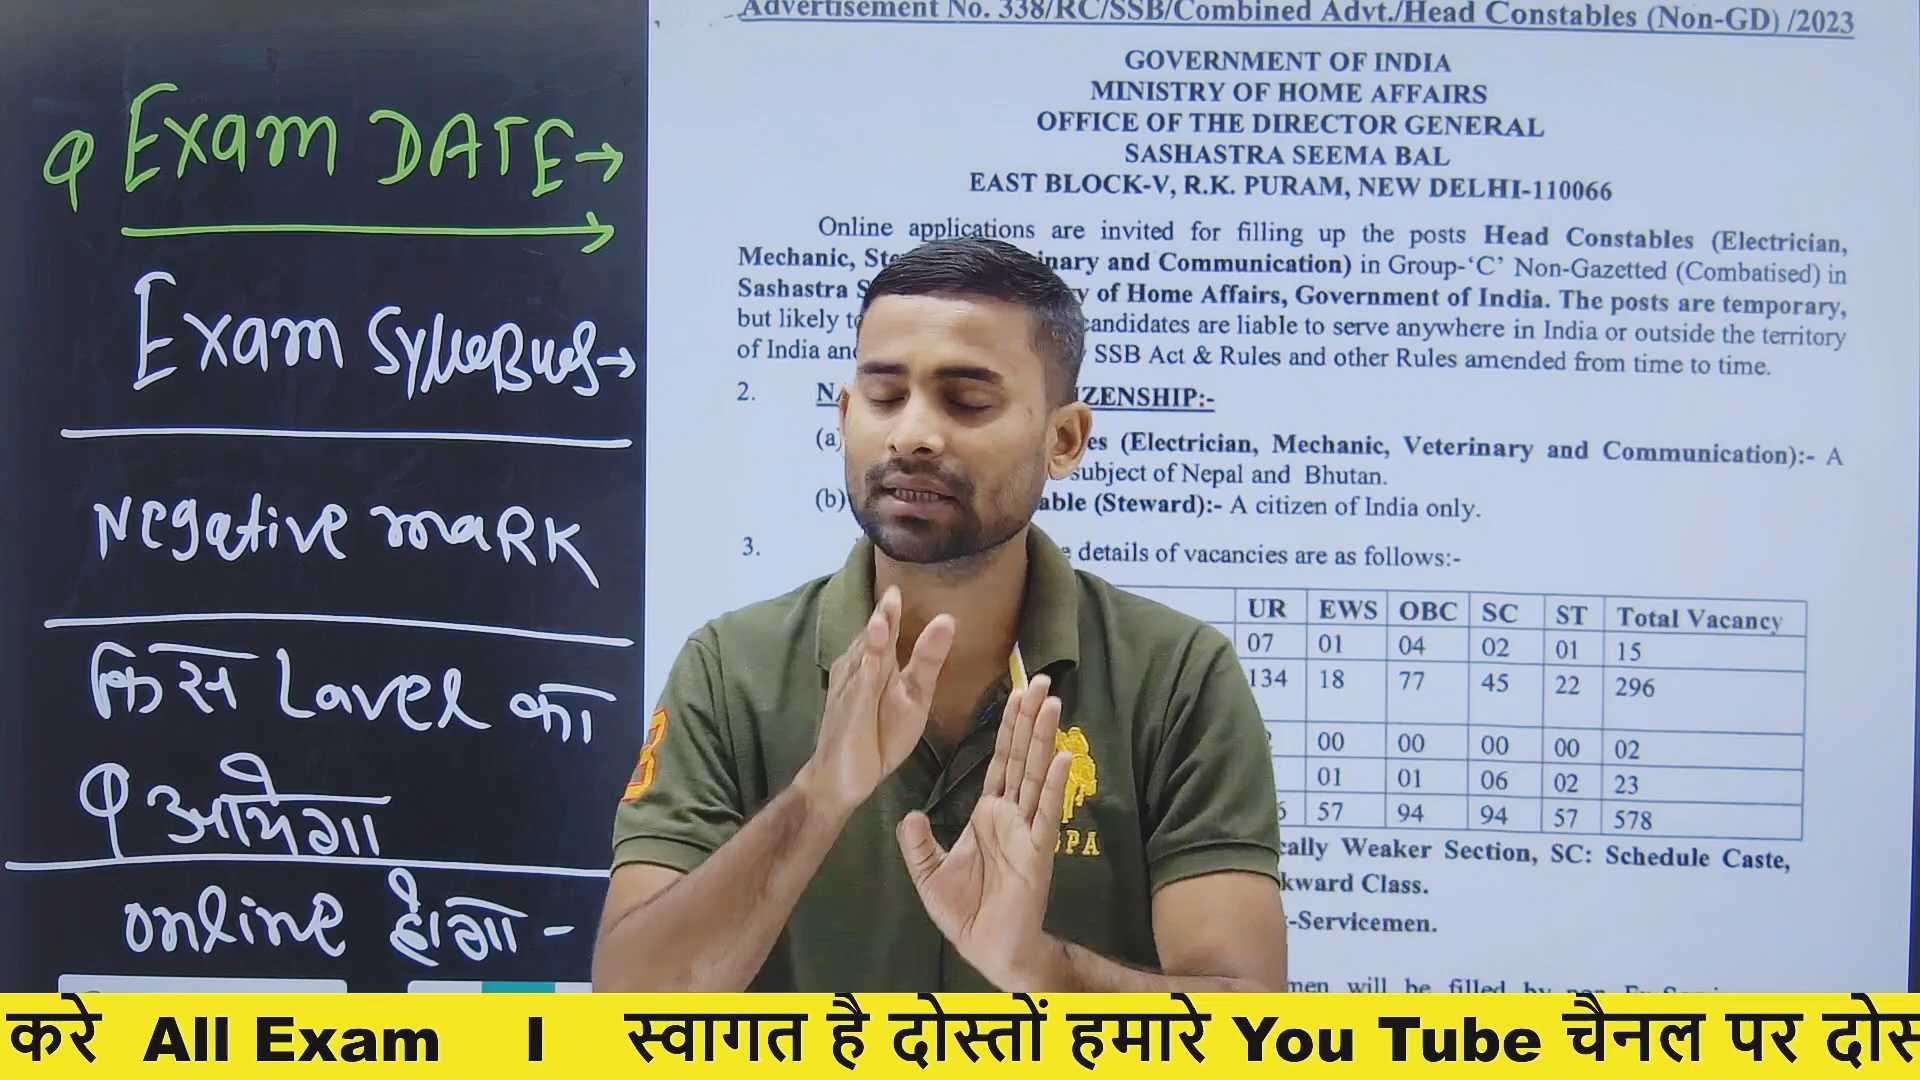 Exam DATE→
Exam SylleBus→
Negative maRK
किस Lavel का
Q आयेगा
online होगा -
Advertisement No. 338/RC/SSB/Combined Advt./Head Constables (Non-GD) /2023
GOVERNMENT OF INDIA
MINISTRY OF HOME AFFAIRS
OFFICE OF THE DIRECTOR GENERAL
SASHASTRA SEEMA BAL
EAST BLOCK-V, R.K. PURAM, NEW DELHI-110066
Online applications are invited for filling up the posts Head Constables (Electrician,
Mechanic, and Communication) in Group-‘C’ Non-Gazetted (Combatised) in
Sashastra of Home Affairs, Government of India. The posts are temporary,
but likely candidates are liable to serve anywhere in India or outside the territory
of India SSB Act & Rules and other Rules amended from time to time.
2.
(a) (Electrician, Mechanic, Veterinary and Communication):- A
subject of Nepal and Bhutan.
(b) (Steward):- A citizen of India only.
3. details of vacancies are as follows:-
UR EWS OBC SC ST Total Vacancy
07 01 04 02 01 15
134 18 77 45 22 296
00 00 00 00 02
01 01 06 02 23
57 94 94 57 578
Weaker Section, SC: Schedule Caste,
Class.
-Servicemen.
will be filled by
करे All Exam I स्वागत है दोस्तों हमारे You Tube चैनल पर